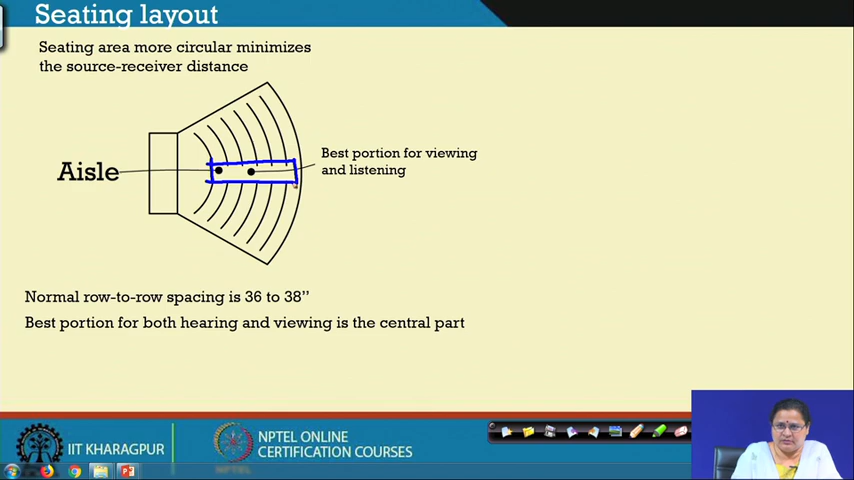 Seating layout
Seating area more circular minimizes
the source-receiver distance
Aisle
Best portion for viewing
and listening
Normal row-to-row spacing is 36 to 38”
Best portion for both hearing and viewing is the central part
IIT KHARAGPUR
NPTEL
NPTEL ONLINE
CERTIFICATION COURSES